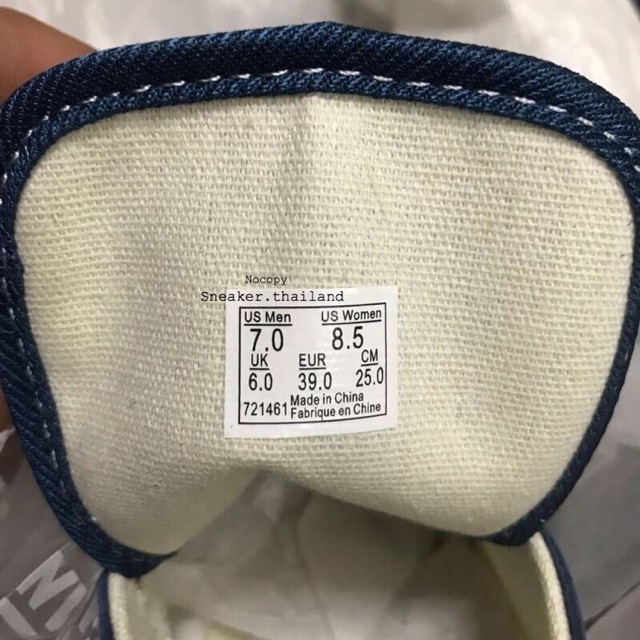 Nocopy
Sneaker.thailand
US Men US Women
7.0 8.5
UK EUR CM
6.0 39.0 25.0
721461 Made in China
Fabrique en Chine